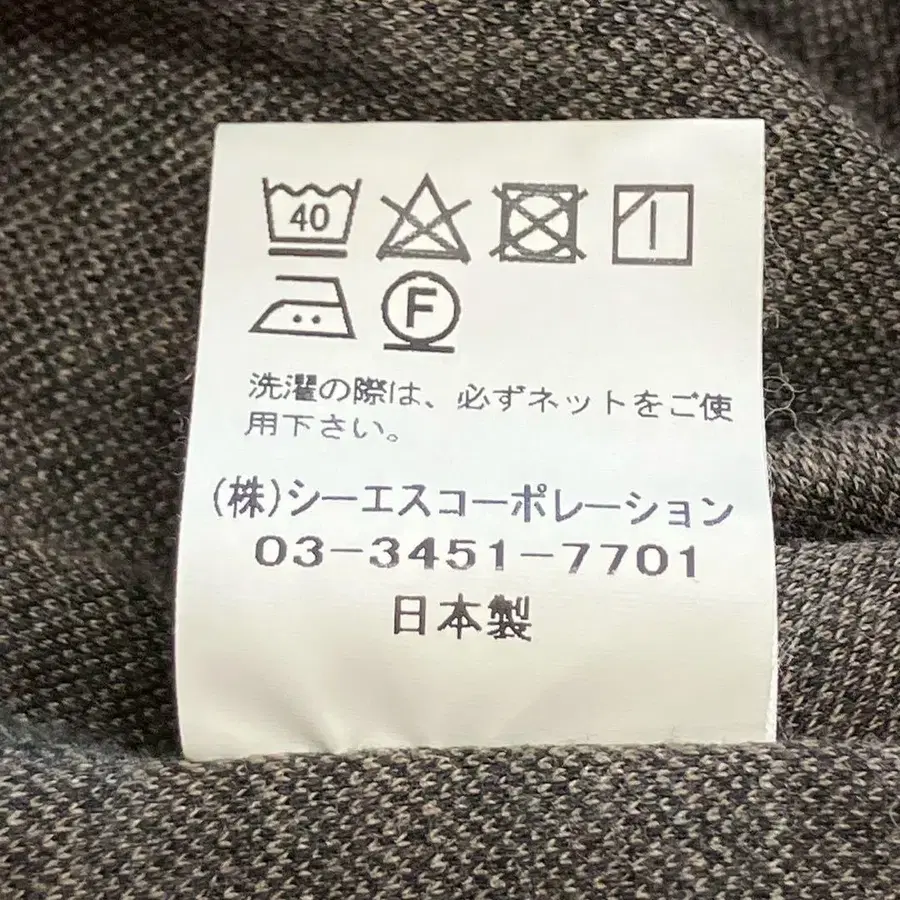 40
F
洗濯の際は、必ずネットをご使
用下さい。
(株)シーエスコーポレーション
03-3451-7701
日本製